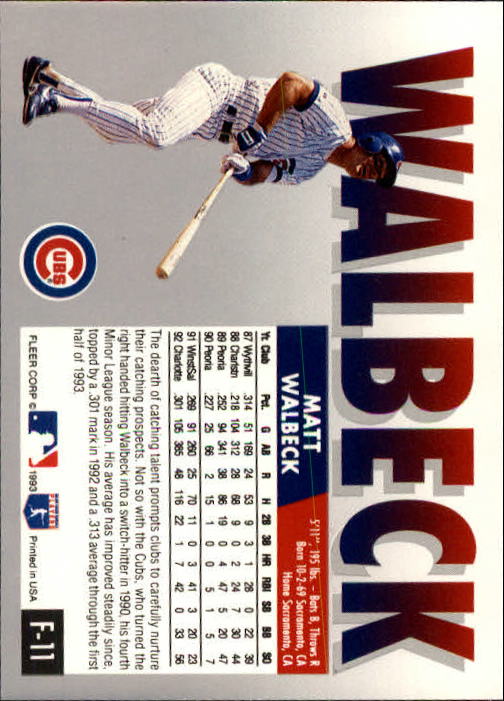 WALBECK
MATT
WALBECK
5'11", 195 lbs. – Bats B, Throws R
Born 10-2-69 Sacramento, CA
Home Sacramento, CA
Yr. Club Pct. G AB R H 2B 3B HR RBI SB BB SO
87 Wythvill .314 51 169 24 53 9 3 1 28 0 22 39
88 Charlstn .218 104 312 28 68 9 0 2 24 7 30 44
89 Peoria .252 94 341 38 86 19 0 4 47 5 20 47
90 Peoria .227 25 66 2 15 1 0 0 5 1 5 7
91 WinstSal .269 91 260 25 70 11 0 3 41 3 20 23
92 Charlotte .301 105 385 48 116 22 1 7 42 0 33 56
The dearth of catching talent prompts clubs to carefully nurture
their catching prospects. Not so with the Cubs, who turned the
right handed hitting Walbeck into a switch-hitter in 1990, his fourth
Minor League season. His average has improved steadily since,
topped by a .301 mark in 1992 and a .313 average through the first
half of 1993.
CUBS
FLEER CORP © 1993 Printed in USA
F-11